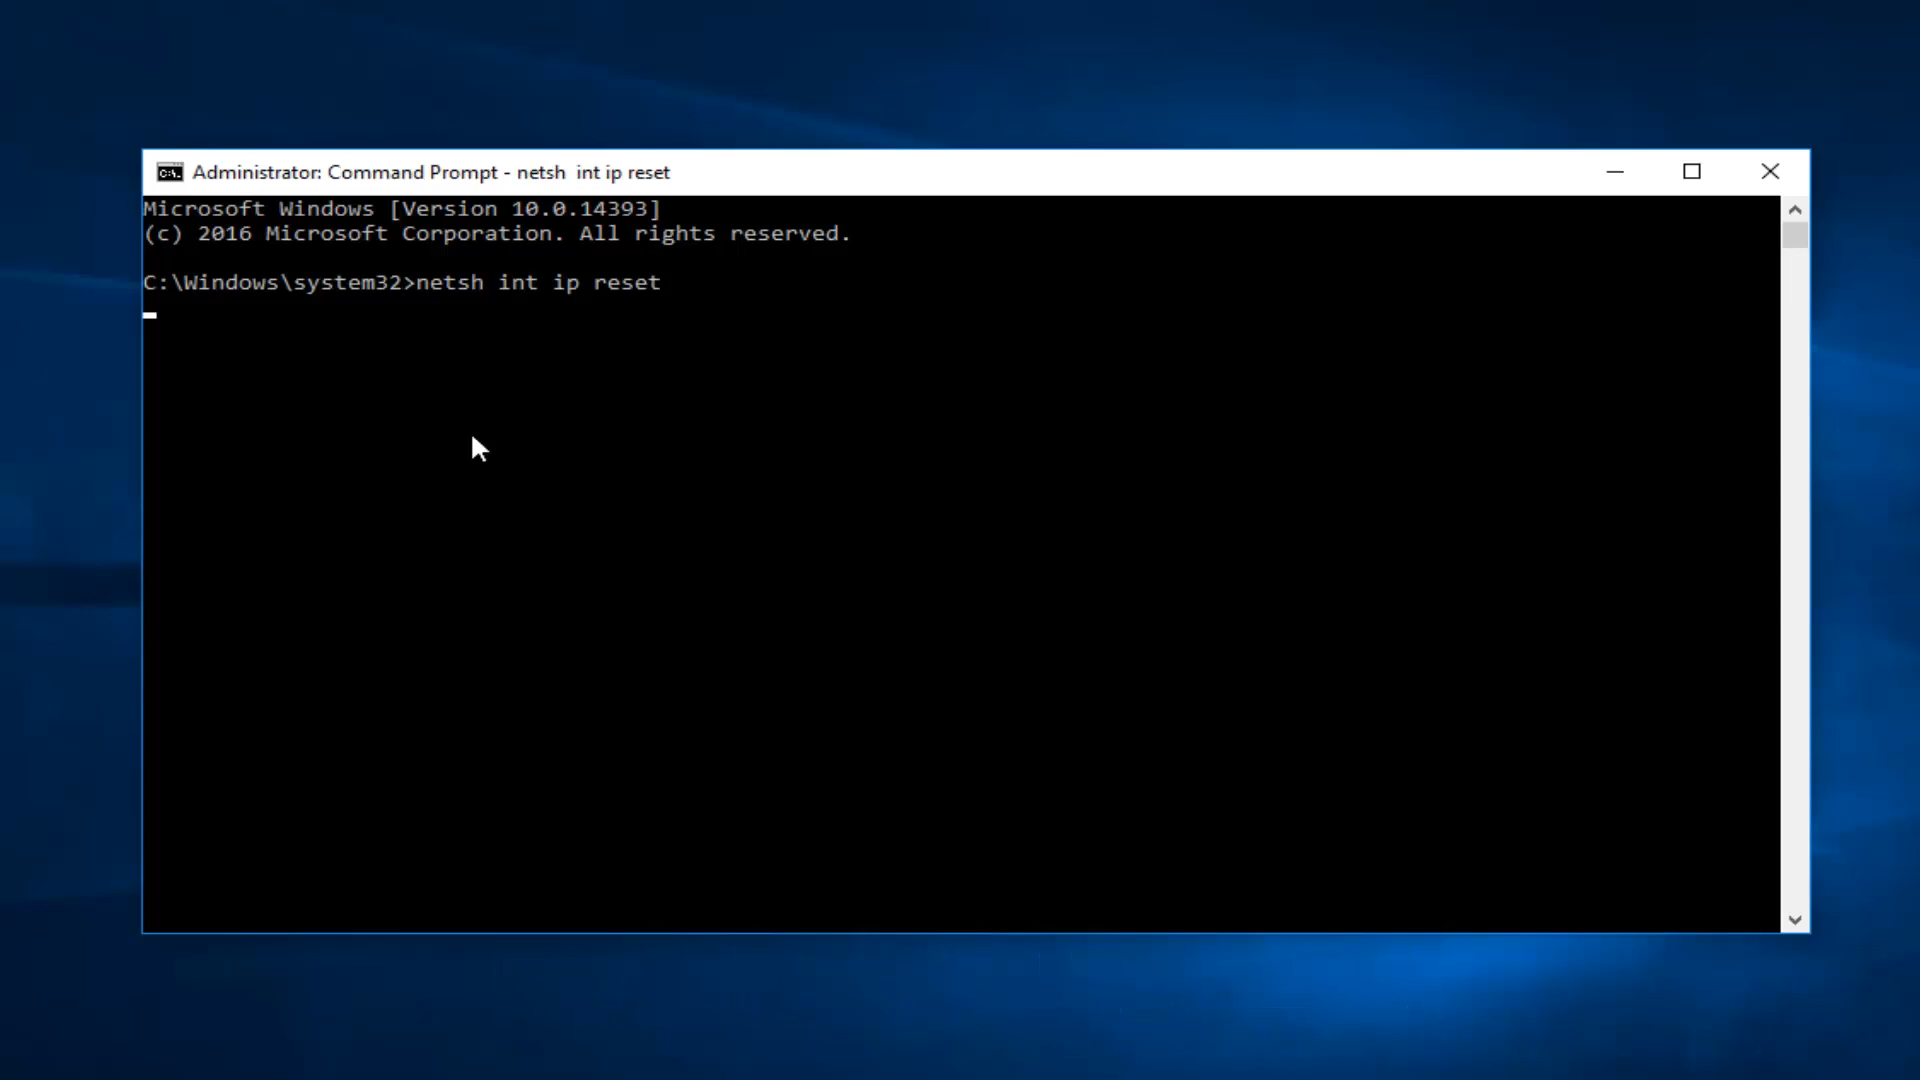 Administrator: Command Prompt - netsh  int ip reset
Microsoft Windows [Version 10.0.14393]
(c) 2016 Microsoft Corporation. All rights reserved.
C:\Windows\system32>netsh int ip reset